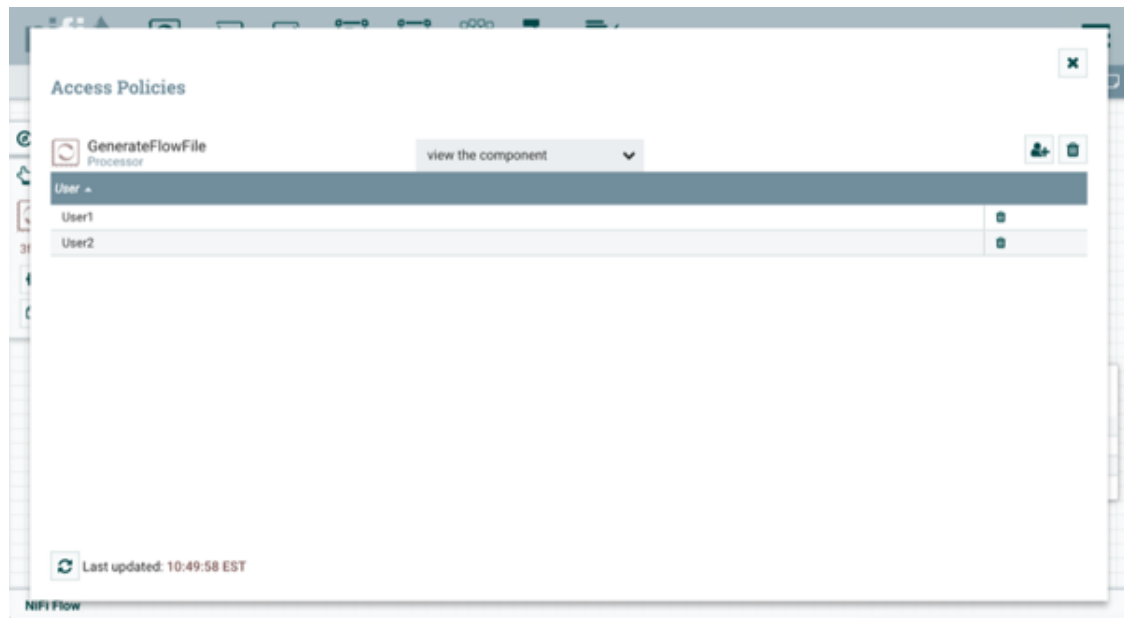 Access Policies
GenerateFlowFile
Processor
view the component
User
User1
User2
Last updated: 10:49:58 EST
NiFi Flow